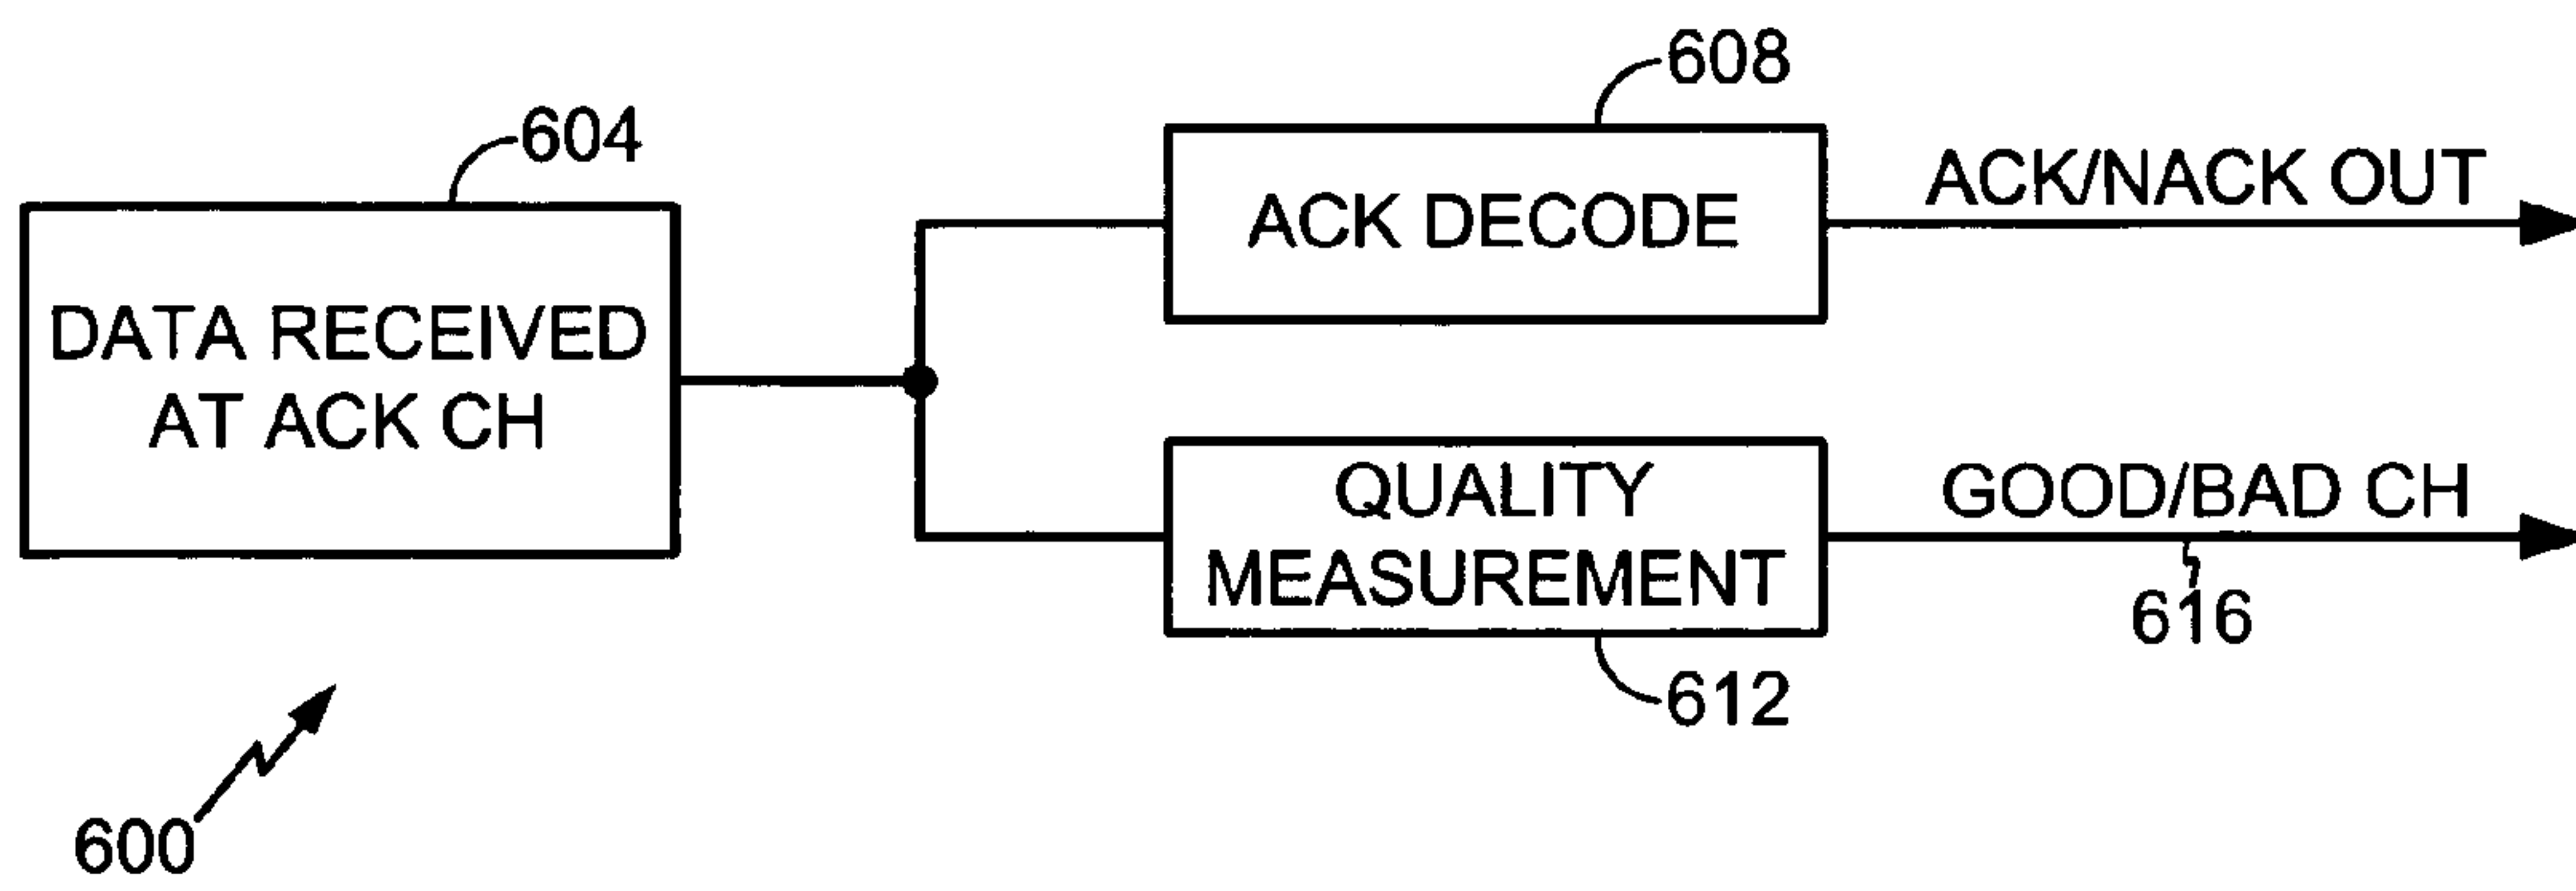 608
604
ACK/NACK OUT
ACK DECODE
DATA RECEIVED
AT ACK CH
QUALITY
MEASUREMENT
GOOD/BAD CH
616
612
600